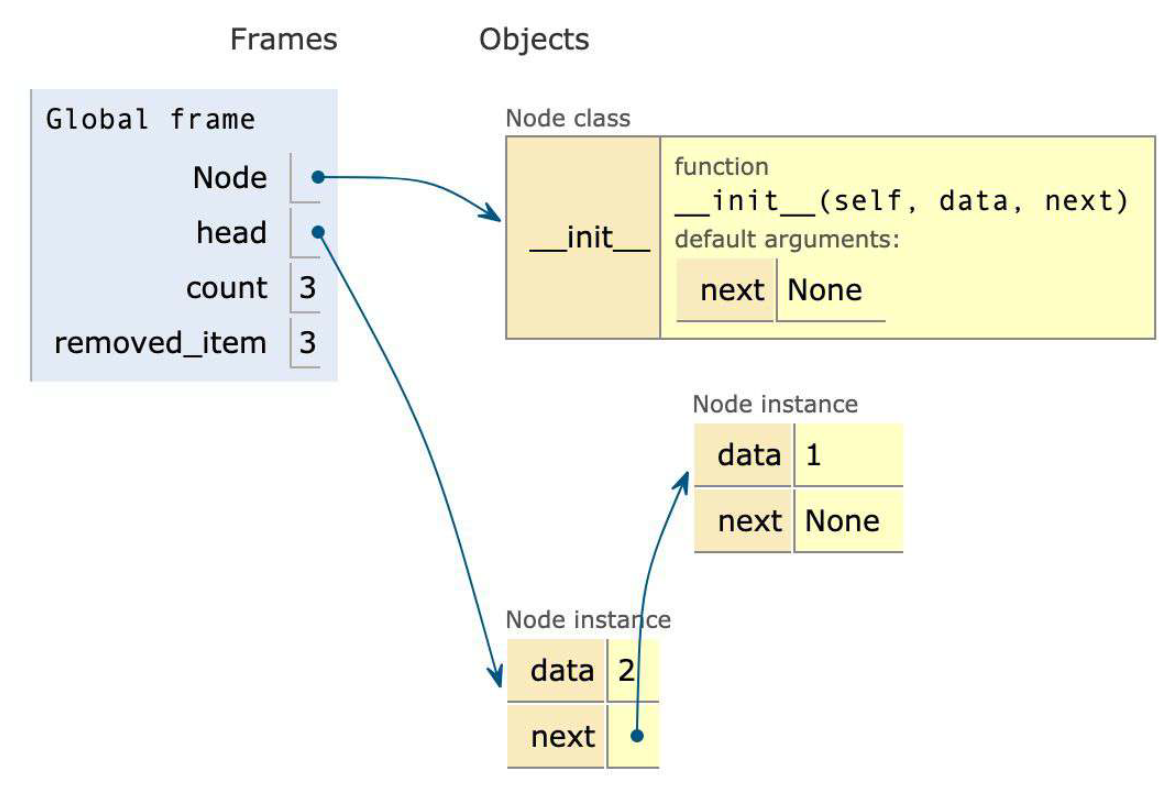 Frames Objects
Global frame
Node
head
count 3
removed_item 3
Node class
__init__
function
__init__(self, data, next)
default arguments:
next None
Node instance
data 1
next None
Node instance
data 2
next